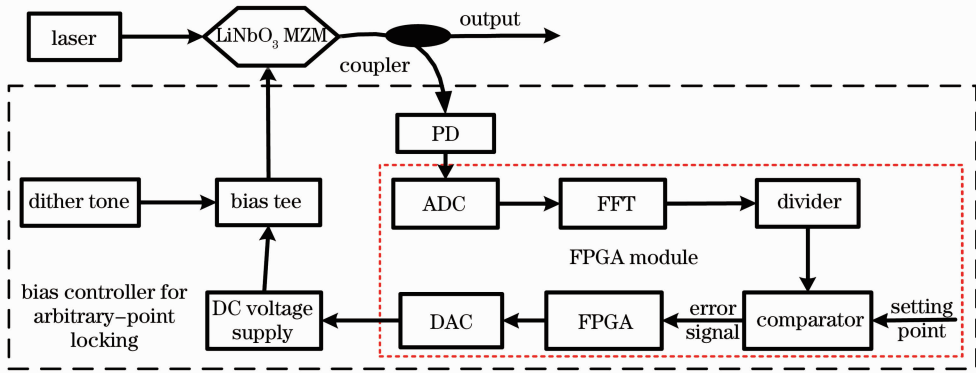 laser
LiNbO₃ MZM
output
coupler
PD
dither tone
bias tee
ADC
FFT
divider
FPGA module
bias controller for
arbitrary-point
locking
DC voltage
supply
DAC
FPGA
error
signal
comparator
setting
point